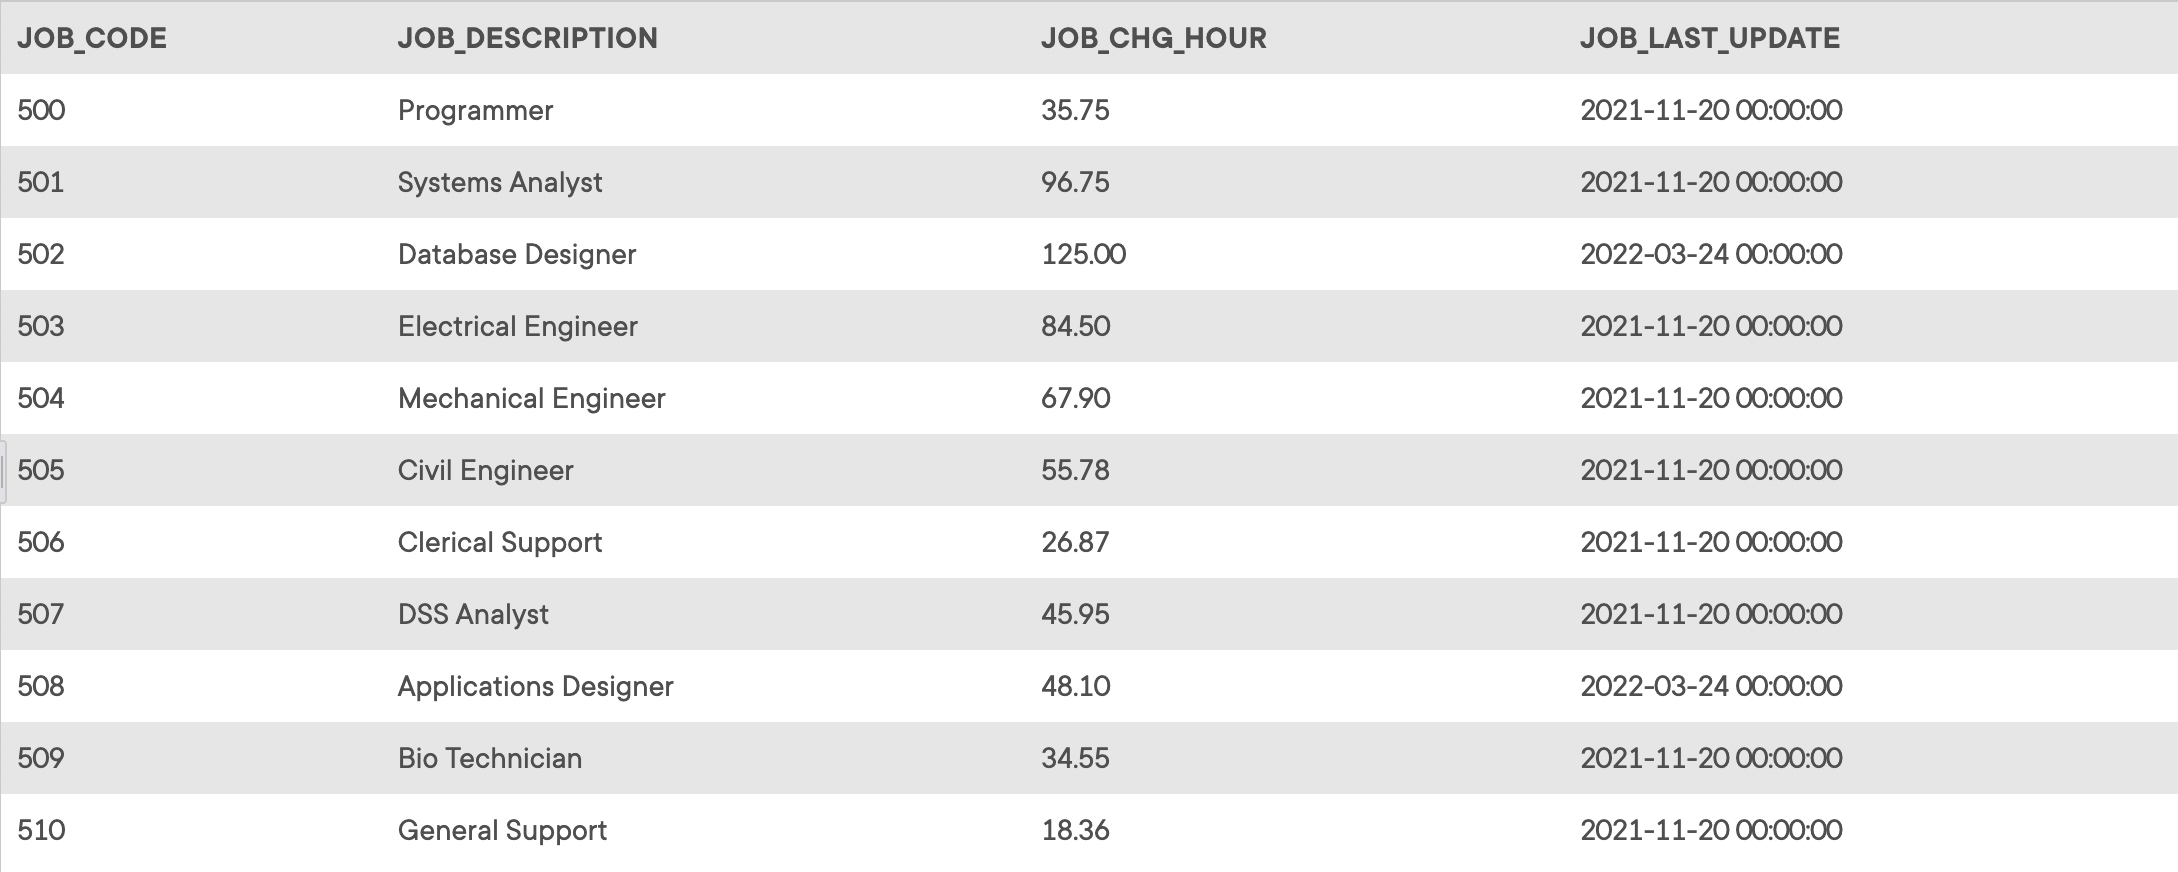 JOB_CODE JOB_DESCRIPTION JOB_CHG_HOUR JOB_LAST_UPDATE
500 Programmer 35.75 2021-11-20 00:00:00
501 Systems Analyst 96.75 2021-11-20 00:00:00
502 Database Designer 125.00 2022-03-24 00:00:00
503 Electrical Engineer 84.50 2021-11-20 00:00:00
504 Mechanical Engineer 67.90 2021-11-20 00:00:00
505 Civil Engineer 55.78 2021-11-20 00:00:00
506 Clerical Support 26.87 2021-11-20 00:00:00
507 DSS Analyst 45.95 2021-11-20 00:00:00
508 Applications Designer 48.10 2022-03-24 00:00:00
509 Bio Technician 34.55 2021-11-20 00:00:00
510 General Support 18.36 2021-11-20 00:00:00